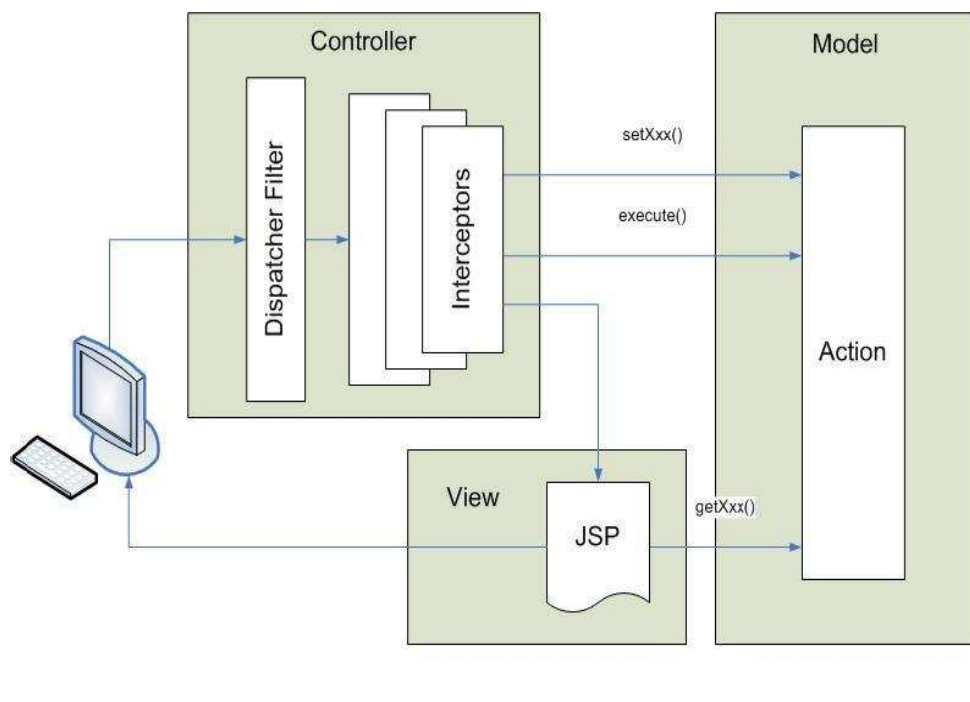 Controller
Model
Dispatcher Filter
Interceptors
setXxx()
execute()
Action
View
JSP
getXxx()